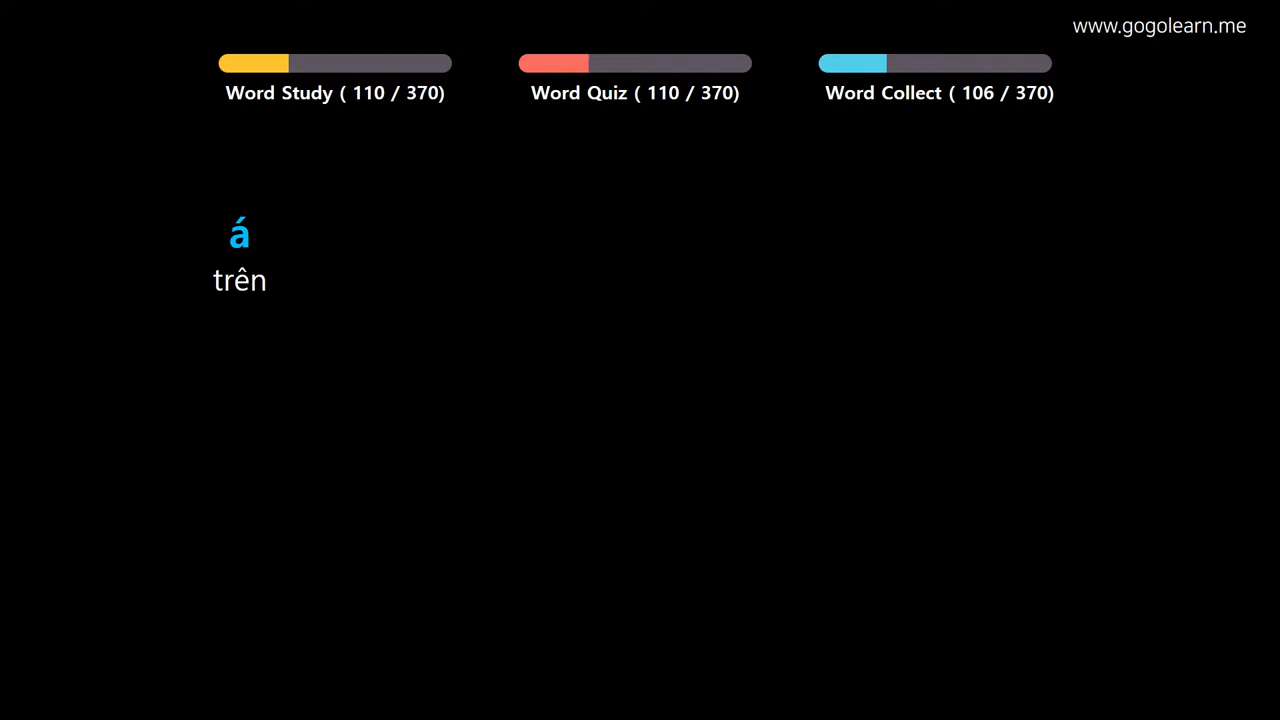 www.gogolearn.me
Word Study ( 110 / 370)
Word Quiz ( 110 / 370)
Word Collect ( 106 / 370)
á
trên